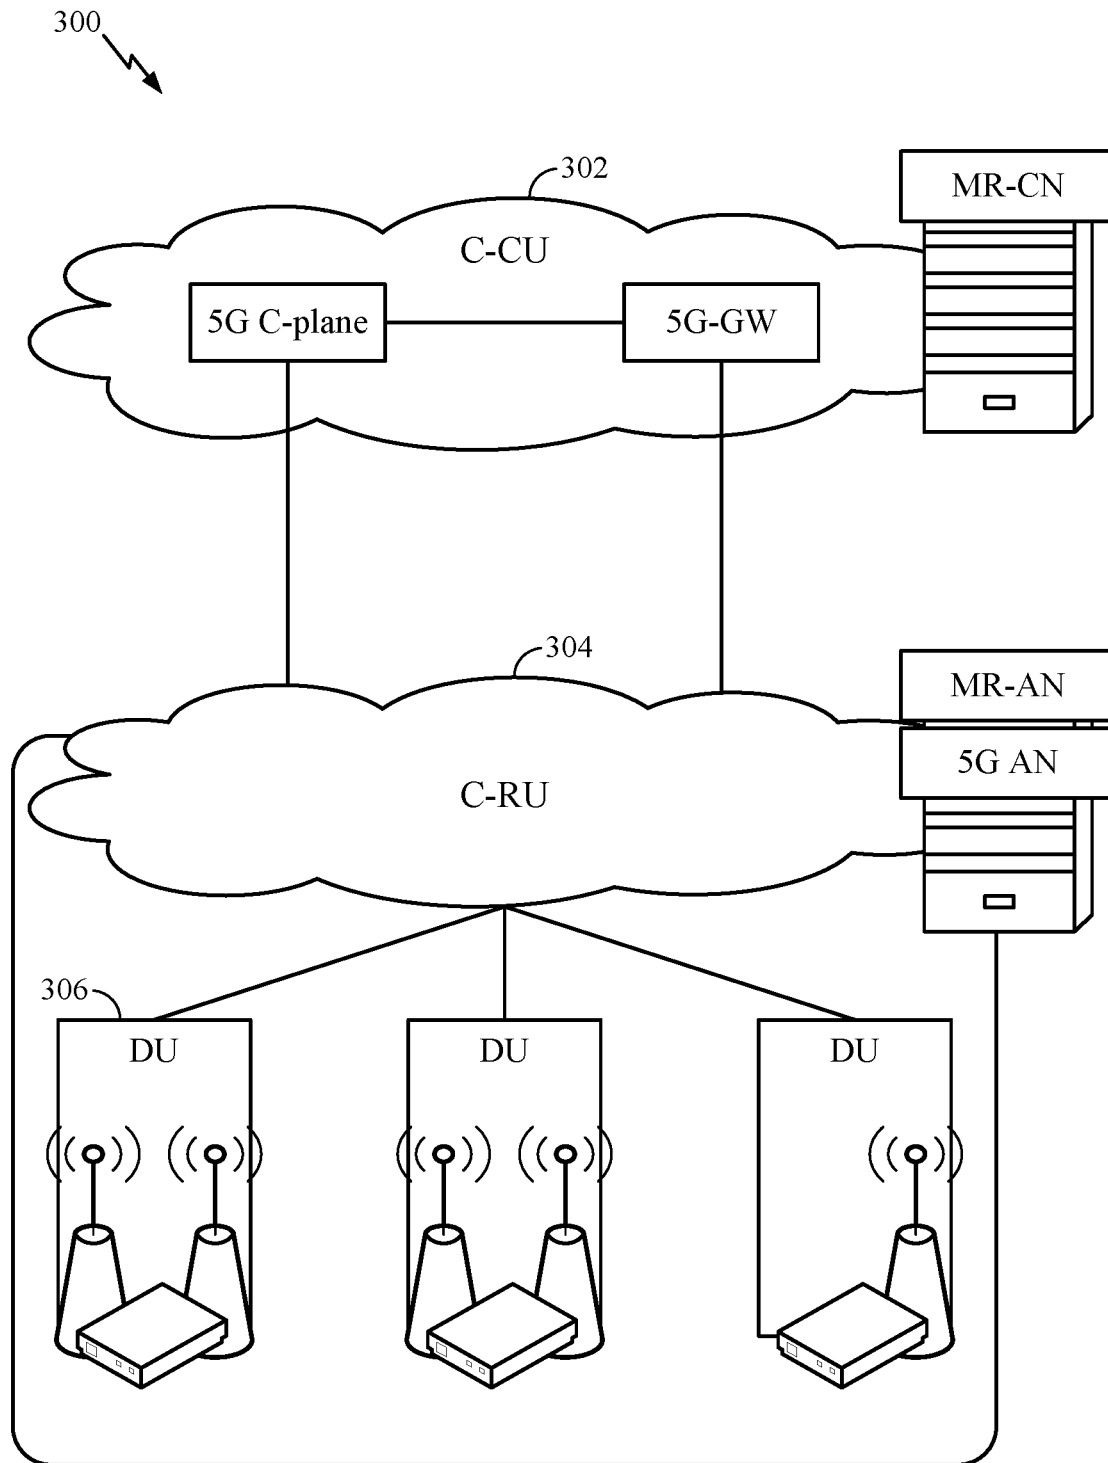 300
302
MR-CN
C-CU
5G C-plane
5G-GW
304
MR-AN
5G AN
C-RU
306
DU
DU
DU